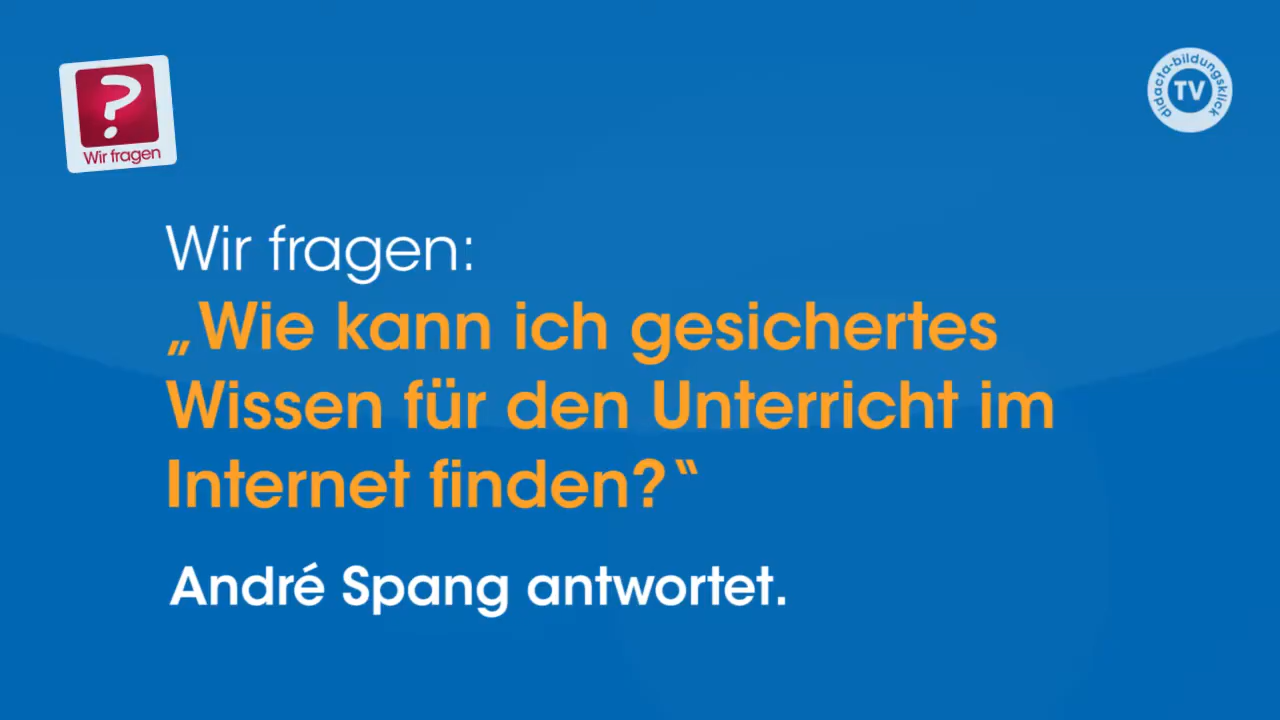 ?
Wir fragen
didacta-bildungsklick
TV
Wir fragen:
„Wie kann ich gesichertes
Wissen für den Unterricht im
Internet finden?‟
André Spang antwortet.